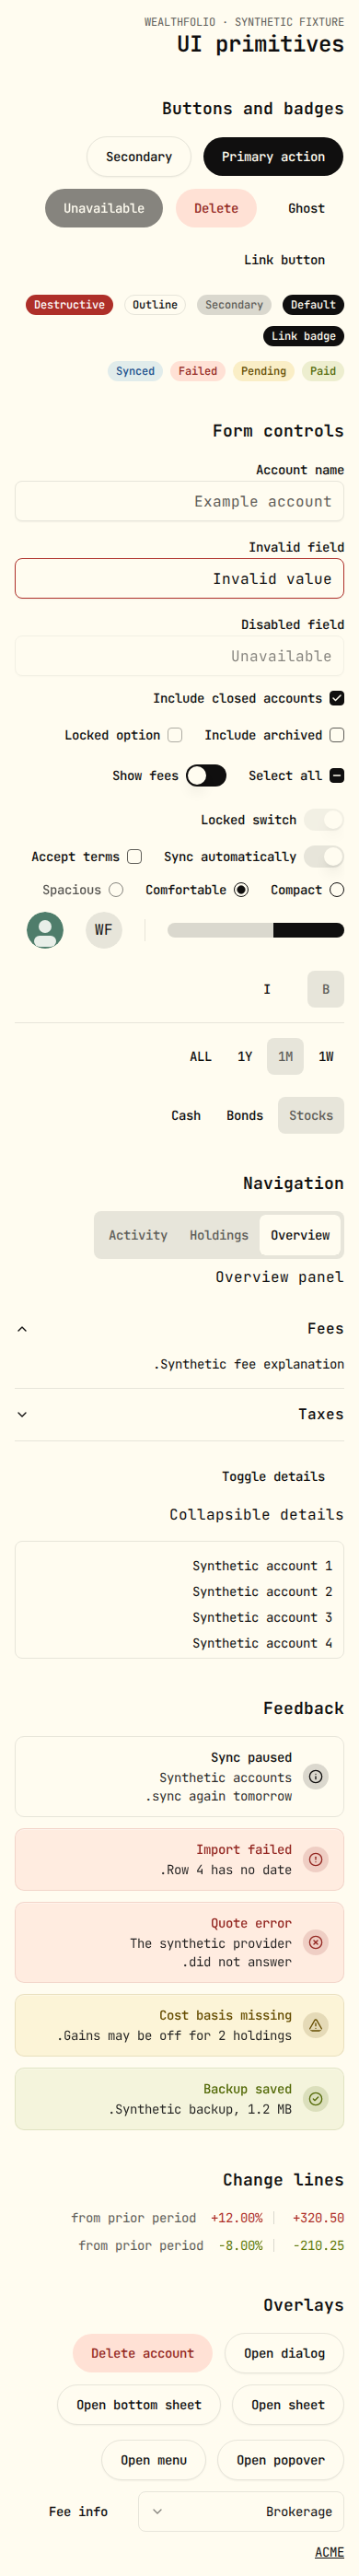 WEALTHFOLIO · SYNTHETIC FIXTURE
UI primitives
Buttons and badges
Primary action Secondary
Ghost Delete Unavailable
Link button
Default Secondary Outline Destructive
Link badge
Paid Pending Failed Synced
Form controls
Account name
Example account
Invalid field
Invalid value
Disabled field
Unavailable
Include closed accounts
Include archived Locked option
Select all Show fees
Locked switch
Sync automatically Accept terms
Compact Comfortable Spacious
WF
B I
1W 1M 1Y ALL
Stocks Bonds Cash
Navigation
Overview Holdings Activity
Overview panel
Fees
.Synthetic fee explanation
Taxes
Toggle details
Collapsible details
Synthetic account 1
Synthetic account 2
Synthetic account 3
Synthetic account 4
Feedback
Sync paused
Synthetic accounts
.sync again tomorrow
Import failed
.Row 4 has no date
Quote error
The synthetic provider
.did not answer
Cost basis missing
.Gains may be off for 2 holdings
Backup saved
.Synthetic backup, 1.2 MB
Change lines
+320.50 +12.00% from prior period
-210.25 -8.00% from prior period
Overlays
Open dialog Delete account
Open sheet Open bottom sheet
Open popover Open menu
Brokerage Fee info
ACME